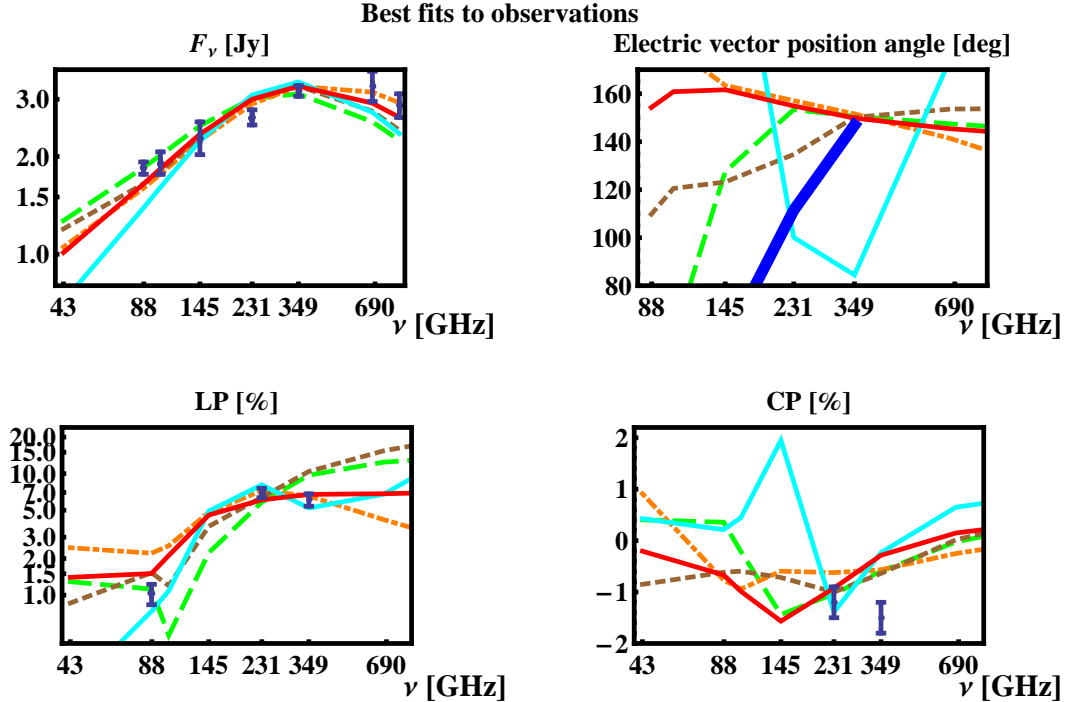 Best fits to observations
Fν [Jy]
3.0
2.0
1.5
1.0
43 88 145 231 349 690
ν [GHz]
Electric vector position angle [deg]
160
140
120
100
80
88 145 231 349 690
ν [GHz]
LP [%]
20.0
15.0
10.0
7.0
5.0
3.0
2.0
1.5
1.0
43 88 145 231 349 690
ν [GHz]
CP [%]
2
1
0
−1
−2
43 88 145 231 349 690
ν [GHz]